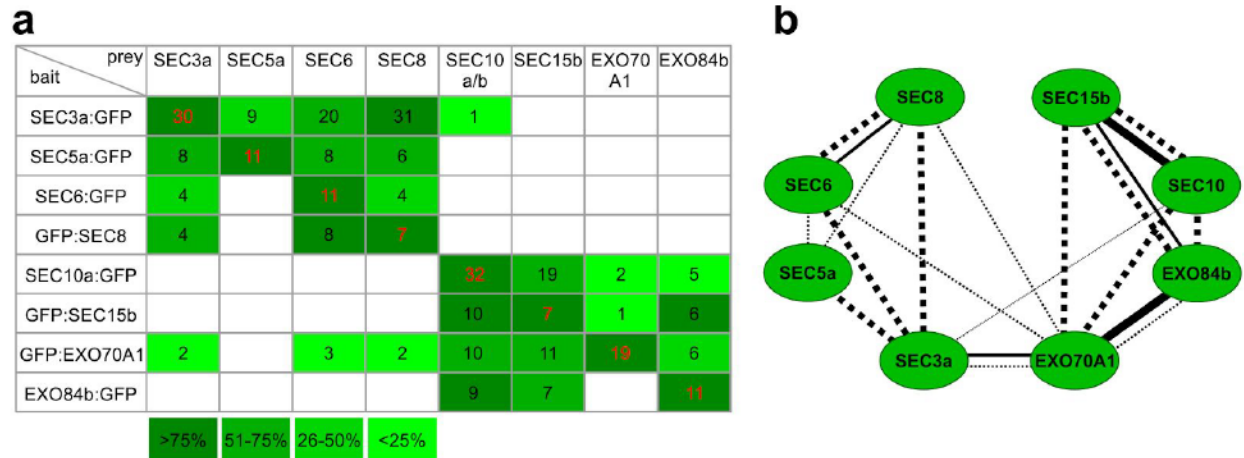 a
prey SEC3a SEC5a SEC6 SEC8 SEC10 SEC15b EXO70 EXO84b
bait a/b A1
SEC3a:GFP 30 9 20 31 1
SEC5a:GFP 8 11 8 6
SEC6:GFP 4 11 4
GFP:SEC8 4 8 7
SEC10a:GFP 32 19 2 5
GFP:SEC15b 10 7 1 6
GFP:EXO70A1 2 3 2 10 11 19 6
EXO84b:GFP 9 7 11
>75% 51-75% 26-50% <25%
b
SEC8 SEC15b
SEC6 SEC10
SEC5a EXO84b
SEC3a EXO70A1